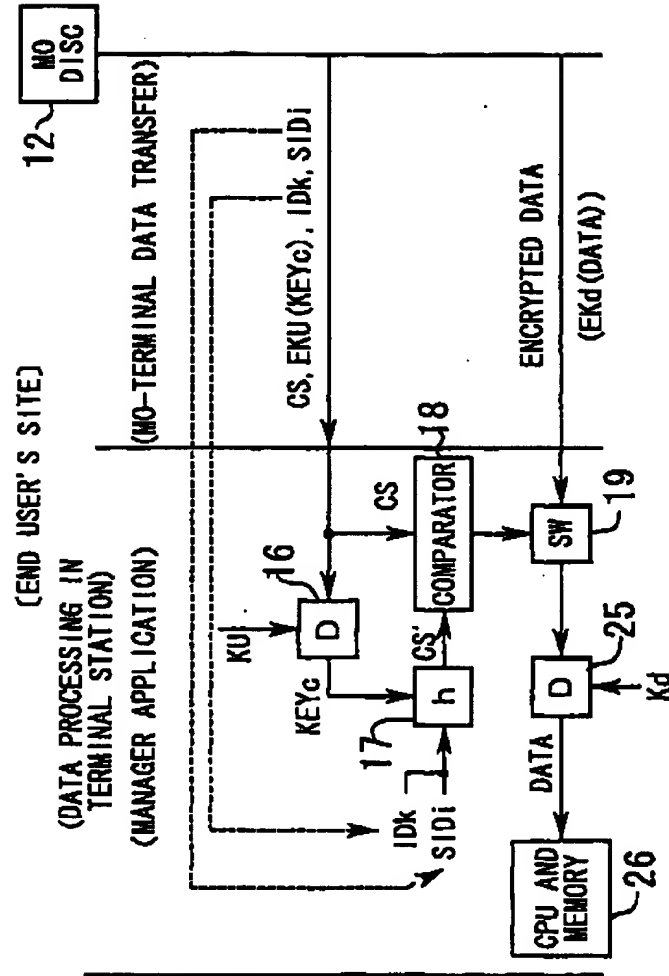 (END USER'S SITE)
(DATA PROCESSING IN
TERMINAL STATION)
(MANAGER APPLICATION)
(MO-TERMINAL DATA TRANSFER)
MO
DISC
12
CS, EKU(KEYc), IDk, SIDi
KU
16
D
KEYc
CS
18
COMPARATOR
IDk
SIDi
17
h
CS'
ENCRYPTED DATA
(EKd(DATA))
SW
19
D
25
Kd
DATA
CPU AND
MEMORY
26